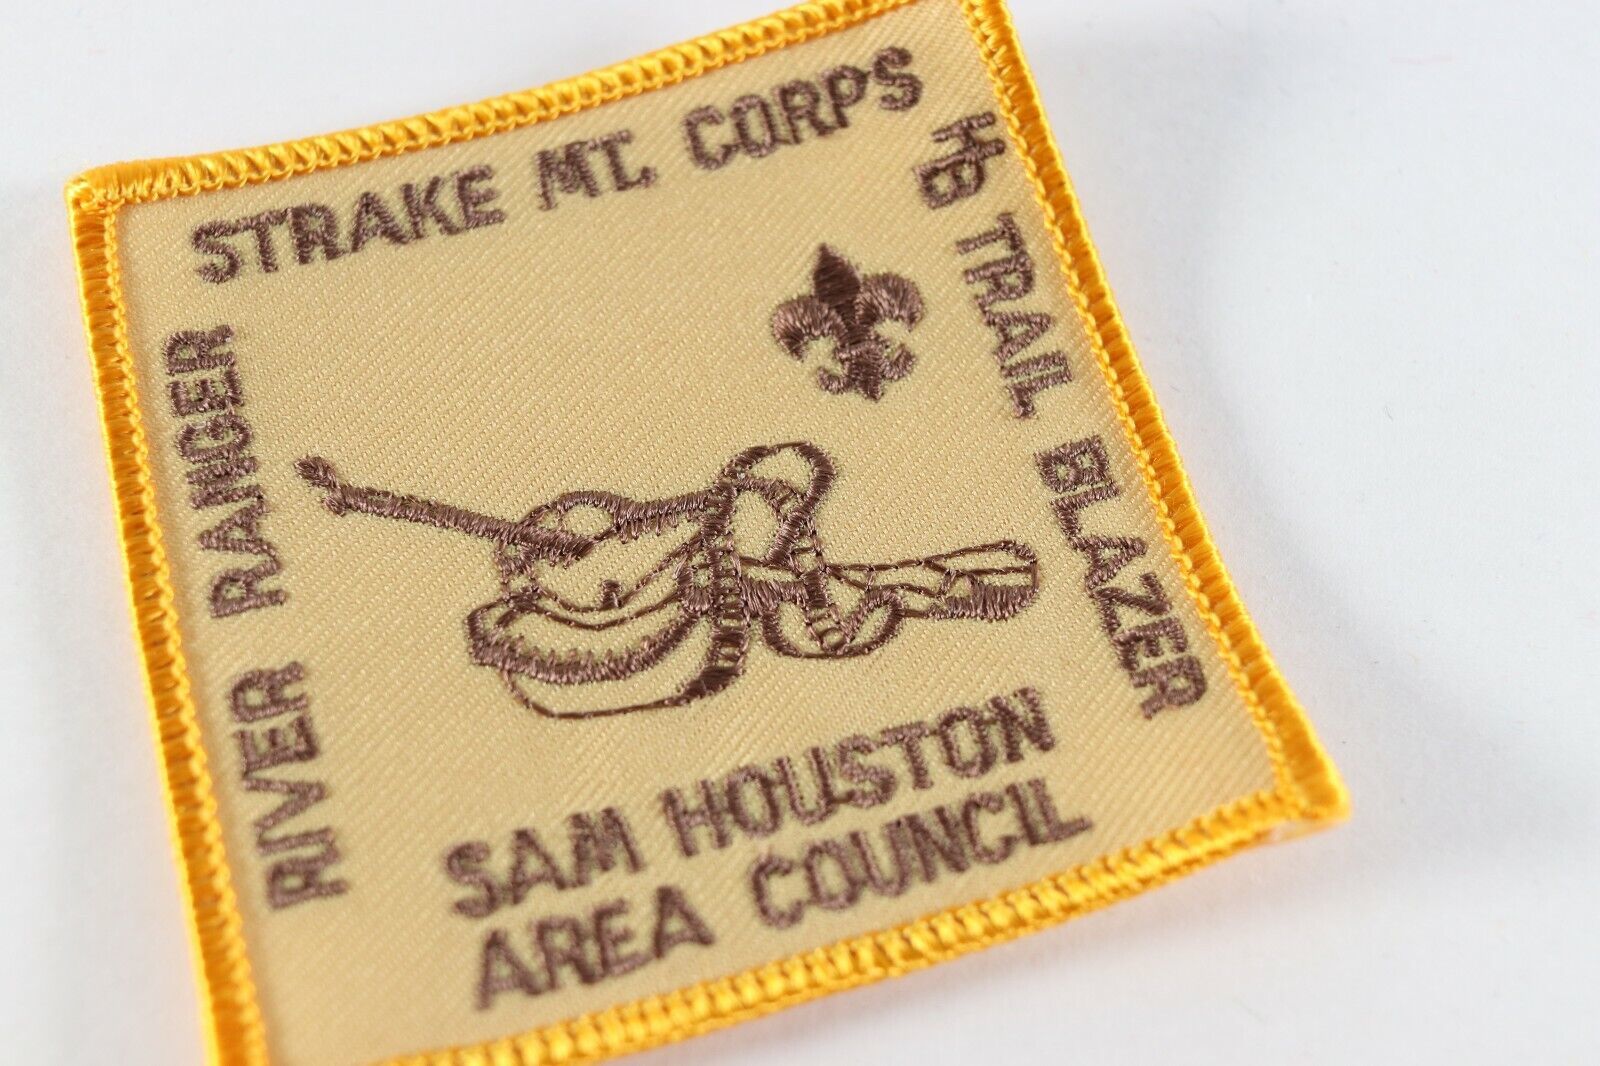 STRAKE MT. CORPS
HB TRAIL BLAZER
RIVER RANGER
SAM HOUSTON
AREA COUNCIL